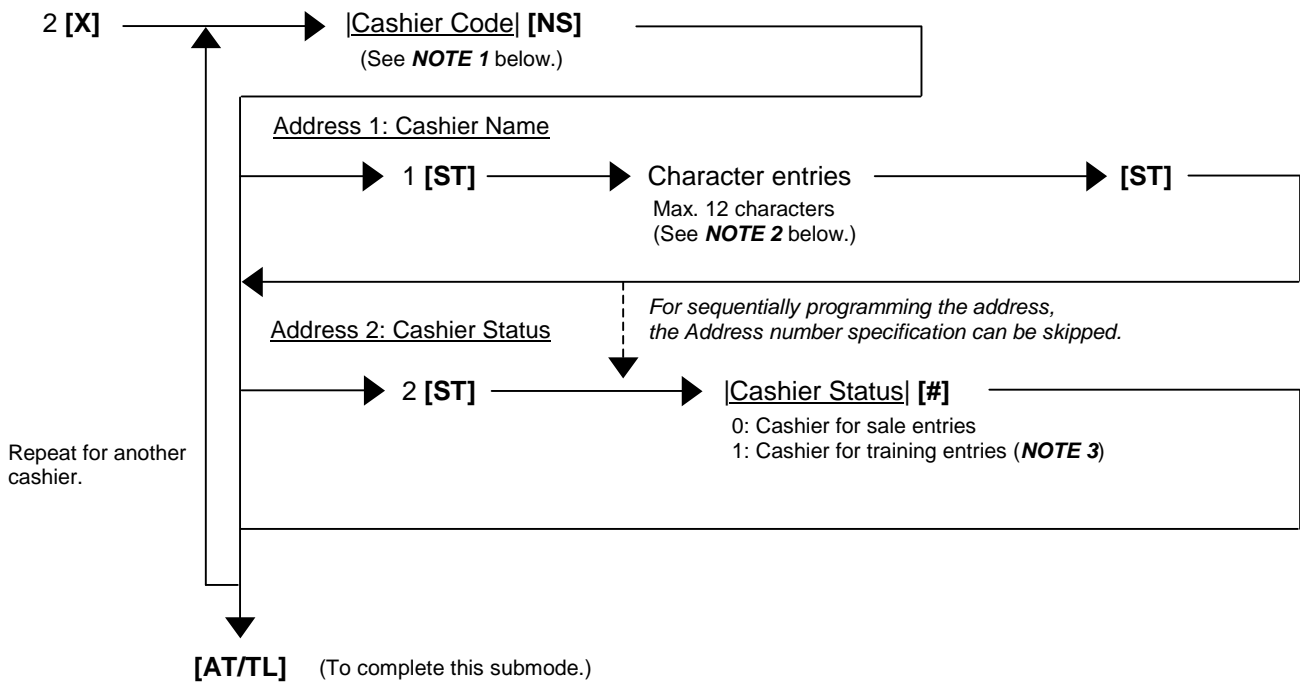 2 [X]
|Cashier Code| [NS]
(See NOTE 1 below.)
Address 1: Cashier Name
1 [ST]
Character entries
[ST]
Max. 12 characters
(See NOTE 2 below.)
For sequentially programming the address,
the Address number specification can be skipped.
Address 2: Cashier Status
2 [ST]
|Cashier Status| [#]
0: Cashier for sale entries
1: Cashier for training entries (NOTE 3)
Repeat for another
cashier.
[AT/TL] (To complete this submode.)